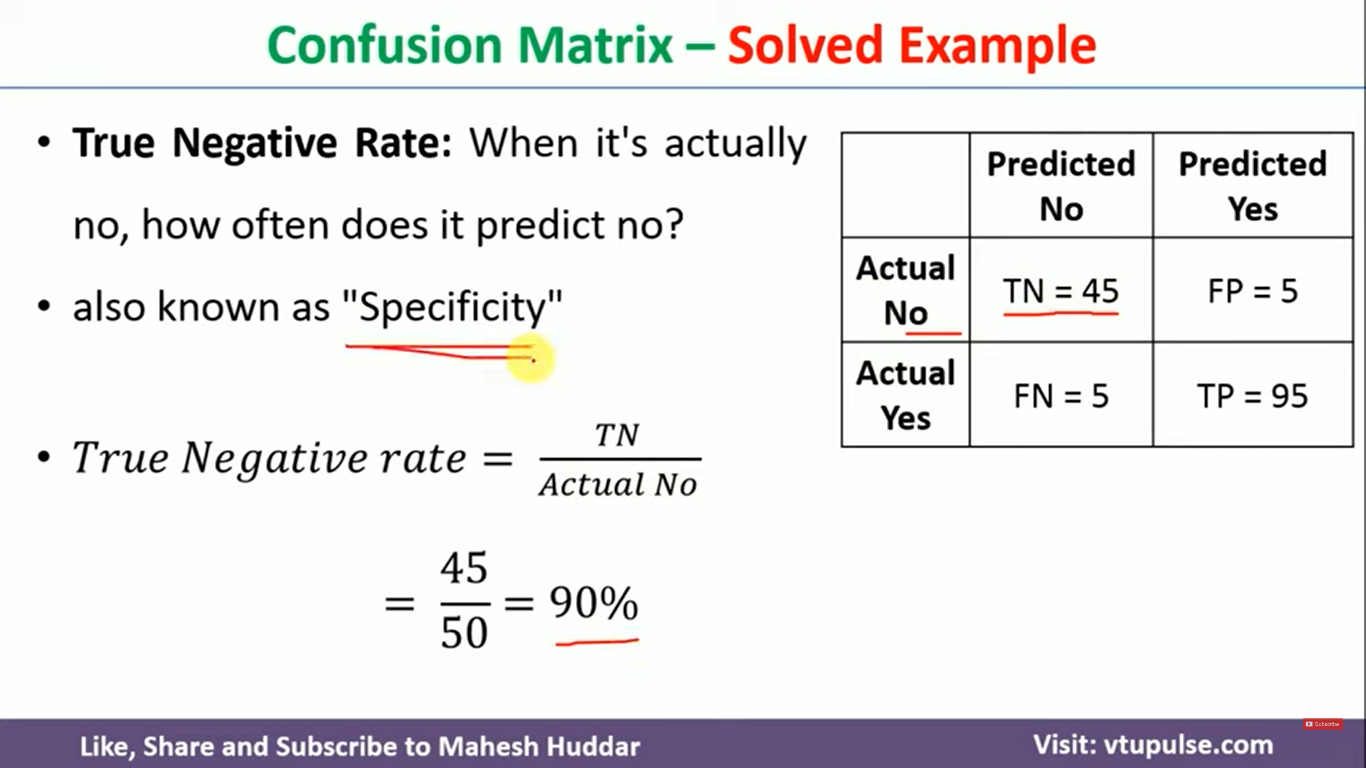 Confusion Matrix – Solved Example
• True Negative Rate: When it's actually
no, how often does it predict no?
• also known as "Specificity"
• True Negative rate = TN / Actual No
= 45 / 50 = 90%
Predicted No Predicted Yes
Actual No TN = 45 FP = 5
Actual Yes FN = 5 TP = 95
Subscribe
Like, Share and Subscribe to Mahesh Huddar
Visit: vtupulse.com